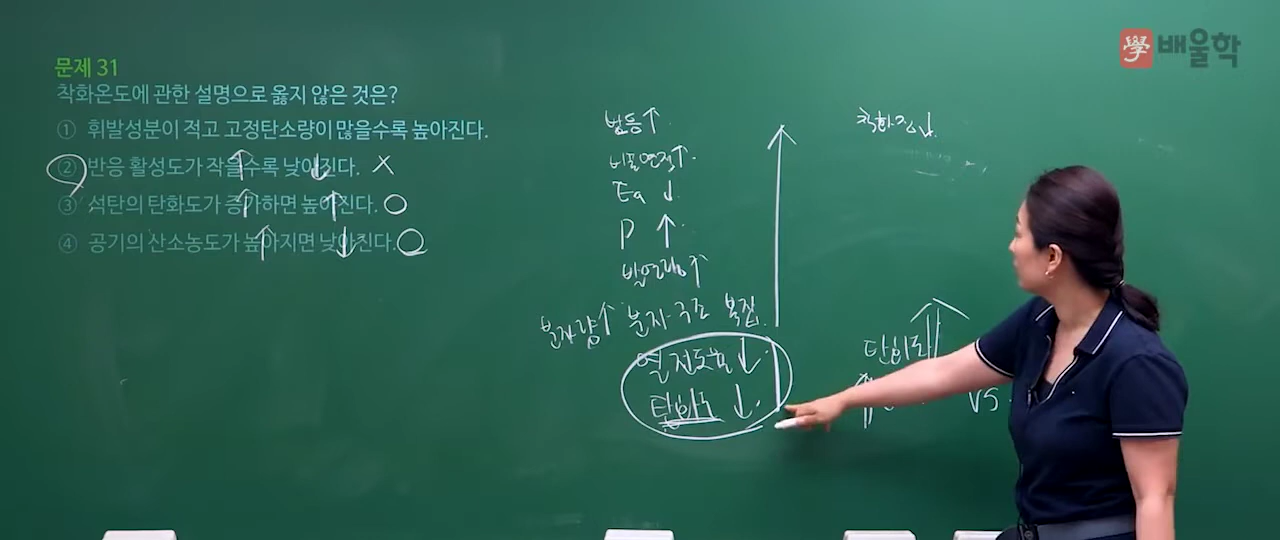 學 배울학
문제 31
착화온도에 관한 설명으로 옳지 않은 것은?
① 휘발성분이 적고 고정탄소량이 많을수록 높아진다.
② 반응 활성도가 작을수록 낮아진다. ↑ ↓ X
③ 석탄의 탄화도가 증가하면 높아진다. ↑ ↑ O
④ 공기의 산소농도가 높아지면 낮아진다. ↑ ↓ O
↑
비표면적↑
Ea ↓
P ↑
발열량↑
분자량↑ 분자구조 복잡
열전도율 ↓
탄화도 ↓
착화점↓
탄화도
VS